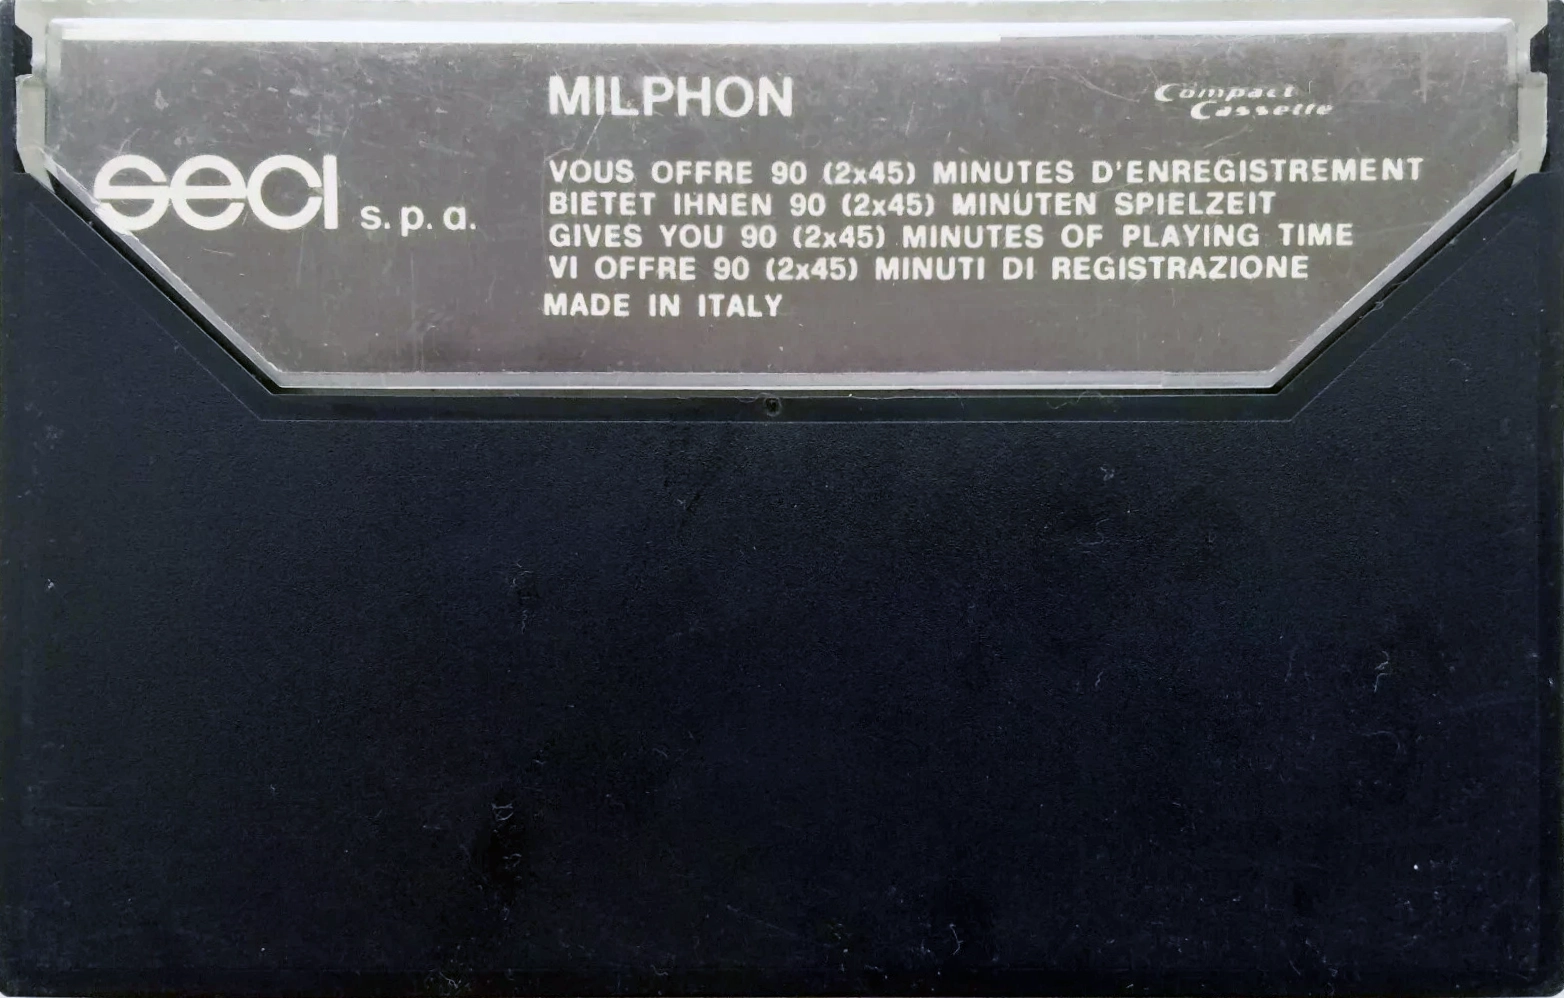 MILPHON
Compact
Cassette
seci s.p.a.
VOUS OFFRE 90 (2x45) MINUTES D'ENREGISTREMENT
BIETET IHNEN 90 (2x45) MINUTEN SPIELZEIT
GIVES YOU 90 (2x45) MINUTES OF PLAYING TIME
VI OFFRE 90 (2x45) MINUTI DI REGISTRAZIONE
MADE IN ITALY